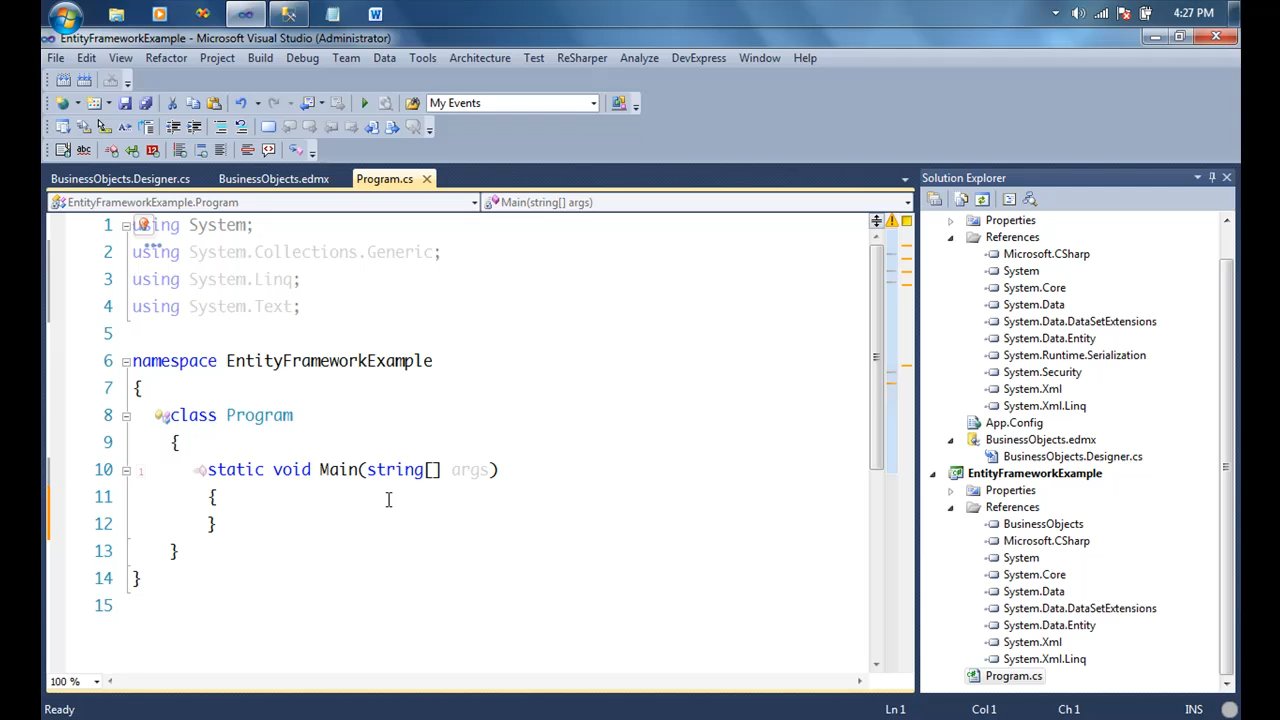 4:27 PM
EntityFrameworkExample - Microsoft Visual Studio (Administrator)
File Edit View Refactor Project Build Debug Team Data Tools Architecture Test ReSharper Analyze DevExpress Window Help
My Events
BusinessObjects.Designer.cs BusinessObjects.edmx Program.cs
EntityFrameworkExample.Program Main(string[] args)
1 using System;
2 using System.Collections.Generic;
3 using System.Linq;
4 using System.Text;
5
6 namespace EntityFrameworkExample
7 {
8 class Program
9 {
10 static void Main(string[] args)
11 {
12 }
13 }
14 }
15
100 %
Solution Explorer
Properties
References
Microsoft.CSharp
System
System.Core
System.Data
System.Data.DataSetExtensions
System.Data.Entity
System.Runtime.Serialization
System.Security
System.Xml
System.Xml.Linq
App.Config
BusinessObjects.edmx
BusinessObjects.Designer.cs
EntityFrameworkExample
Properties
References
BusinessObjects
Microsoft.CSharp
System
System.Core
System.Data
System.Data.DataSetExtensions
System.Data.Entity
System.Xml
System.Xml.Linq
Program.cs
Ready Ln 1 Col 1 Ch 1 INS